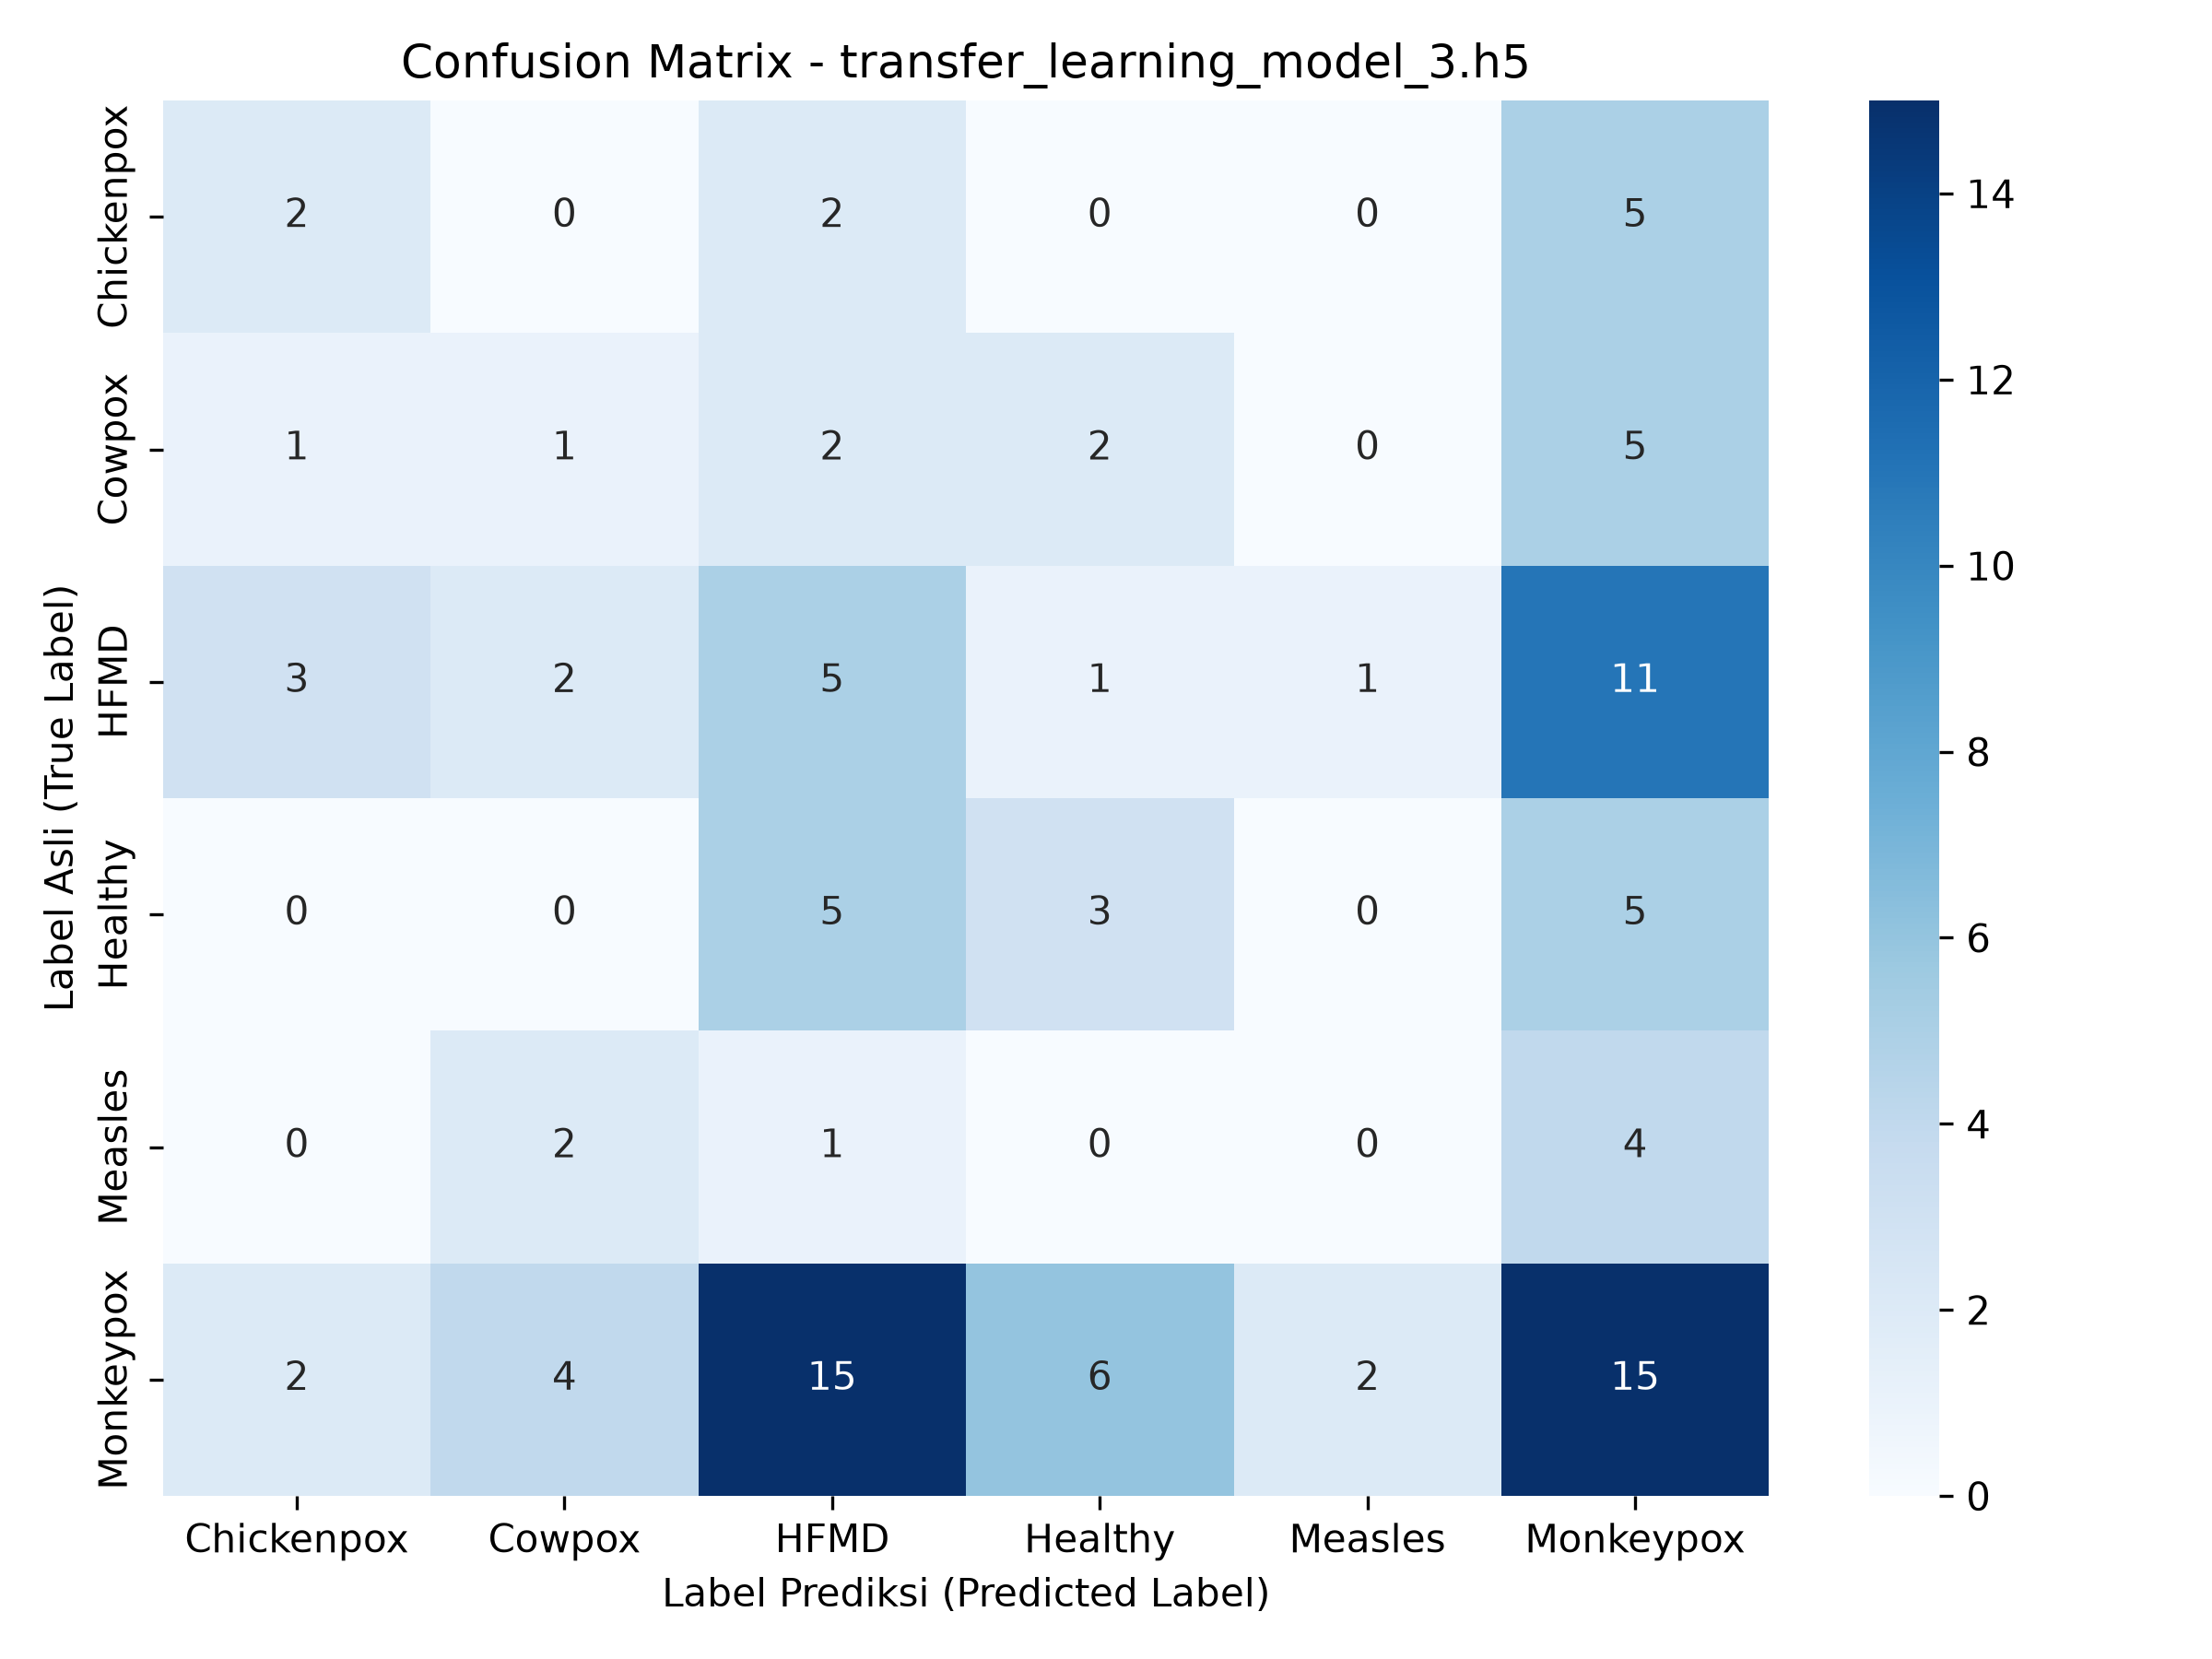 Confusion Matrix - transfer_learning_model_3.h5
Label Asli (True Label)
Chickenpox 2 0 2 0 0 5
Cowpox 1 1 2 2 0 5
HFMD 3 2 5 1 1 11
Healthy 0 0 5 3 0 5
Measles 0 2 1 0 0 4
Monkeypox 2 4 15 6 2 15
Chickenpox Cowpox HFMD Healthy Measles Monkeypox
Label Prediksi (Predicted Label)
14
12
10
8
6
4
2
0